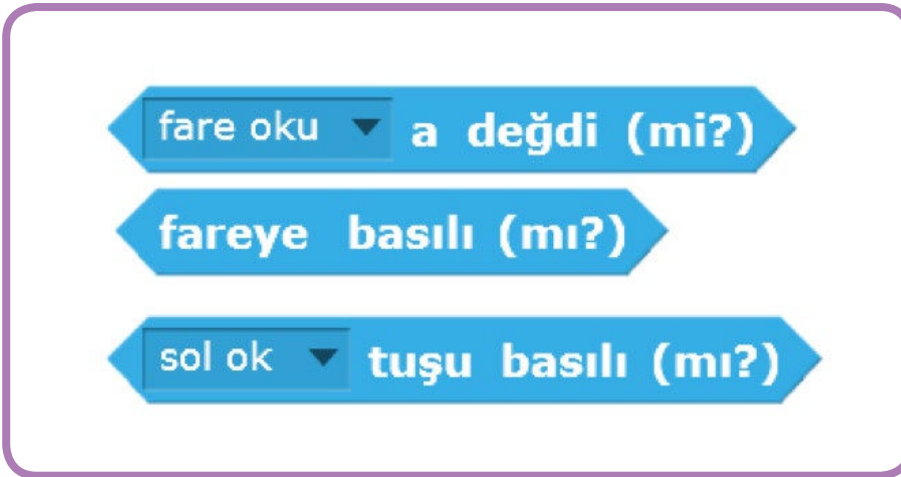 fare oku a değdi (mi?)
fareye basılı (mı?)
sol ok tuşu basılı (mı?)